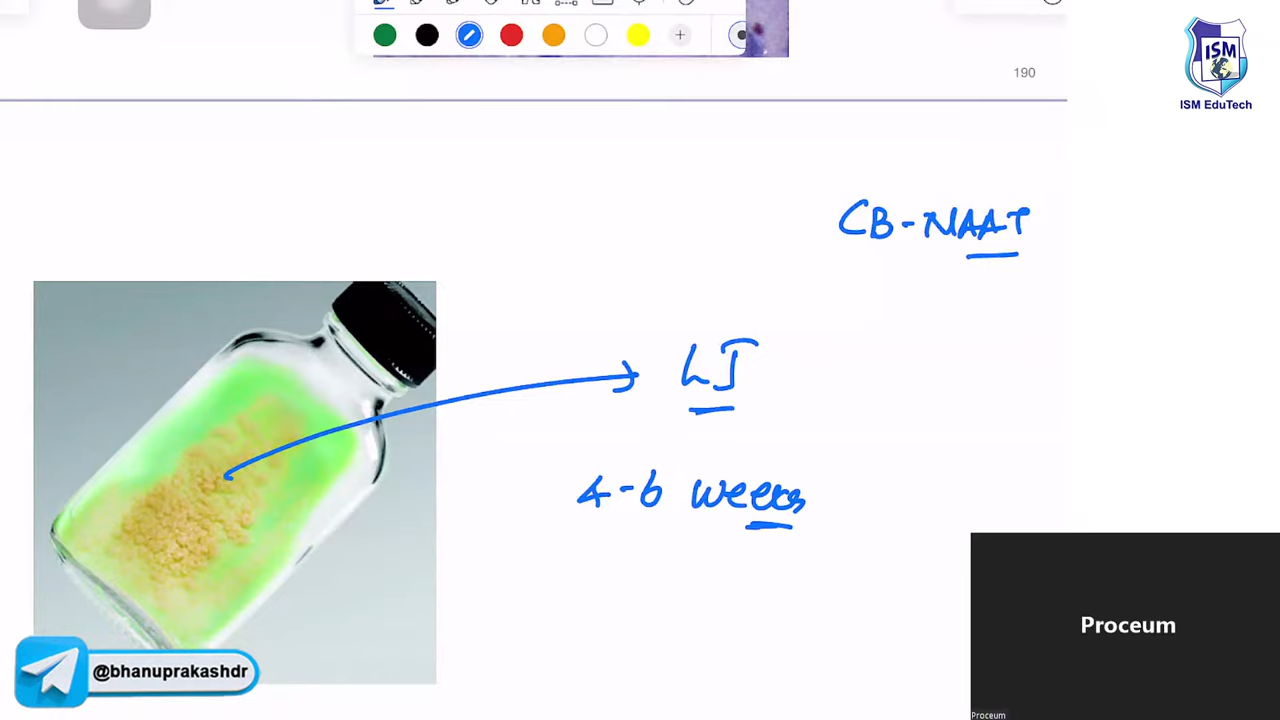 190
ISM
ISM EduTech
CB-NAAT
LJ
4-6 weeks
@bhanuprakashdr
Proceum
Proceum